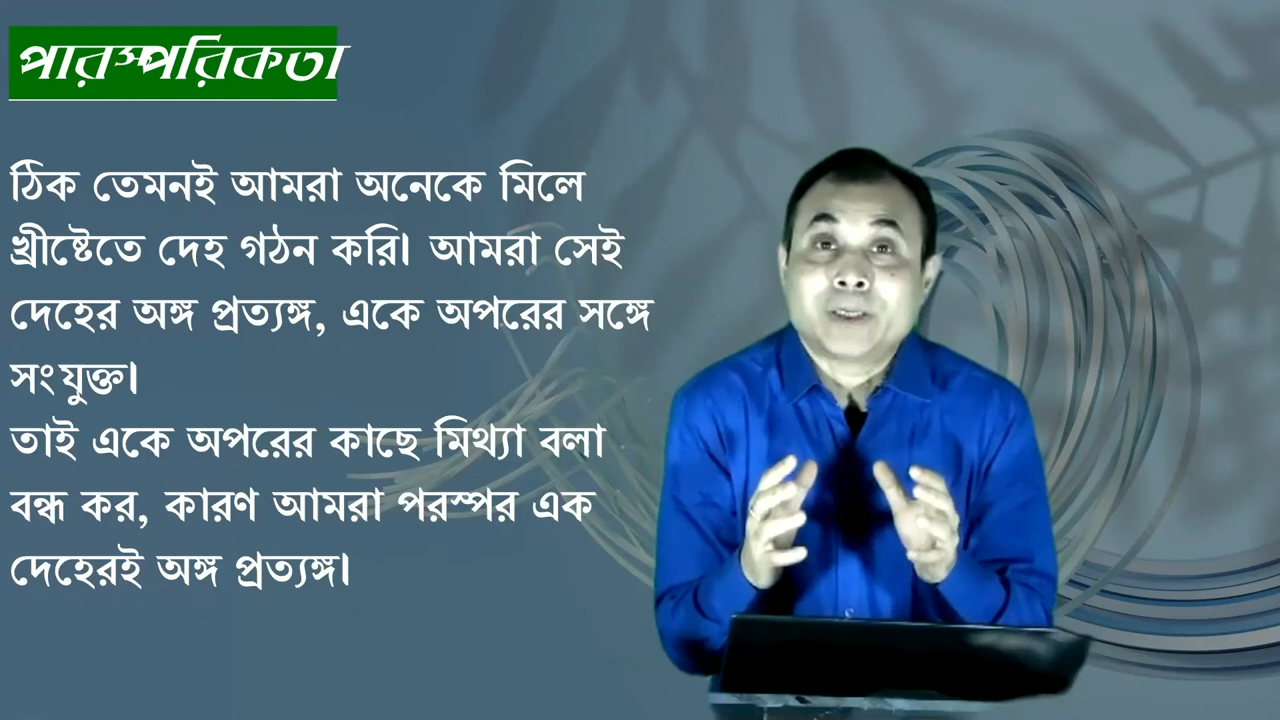 পারস্পরিকতা
ঠিক তেমনই আমরা অনেকে মিলে
খ্রীষ্টেতে দেহ গঠন করি। আমরা সেই
দেহের অঙ্গ প্রত্যঙ্গ, একে অপরের সঙ্গে
সংযুক্ত।
তাই একে অপরের কাছে মিথ্যা বলা
বন্ধ কর, কারণ আমরা পরস্পর এক
দেহেরই অঙ্গ প্রত্যঙ্গ।